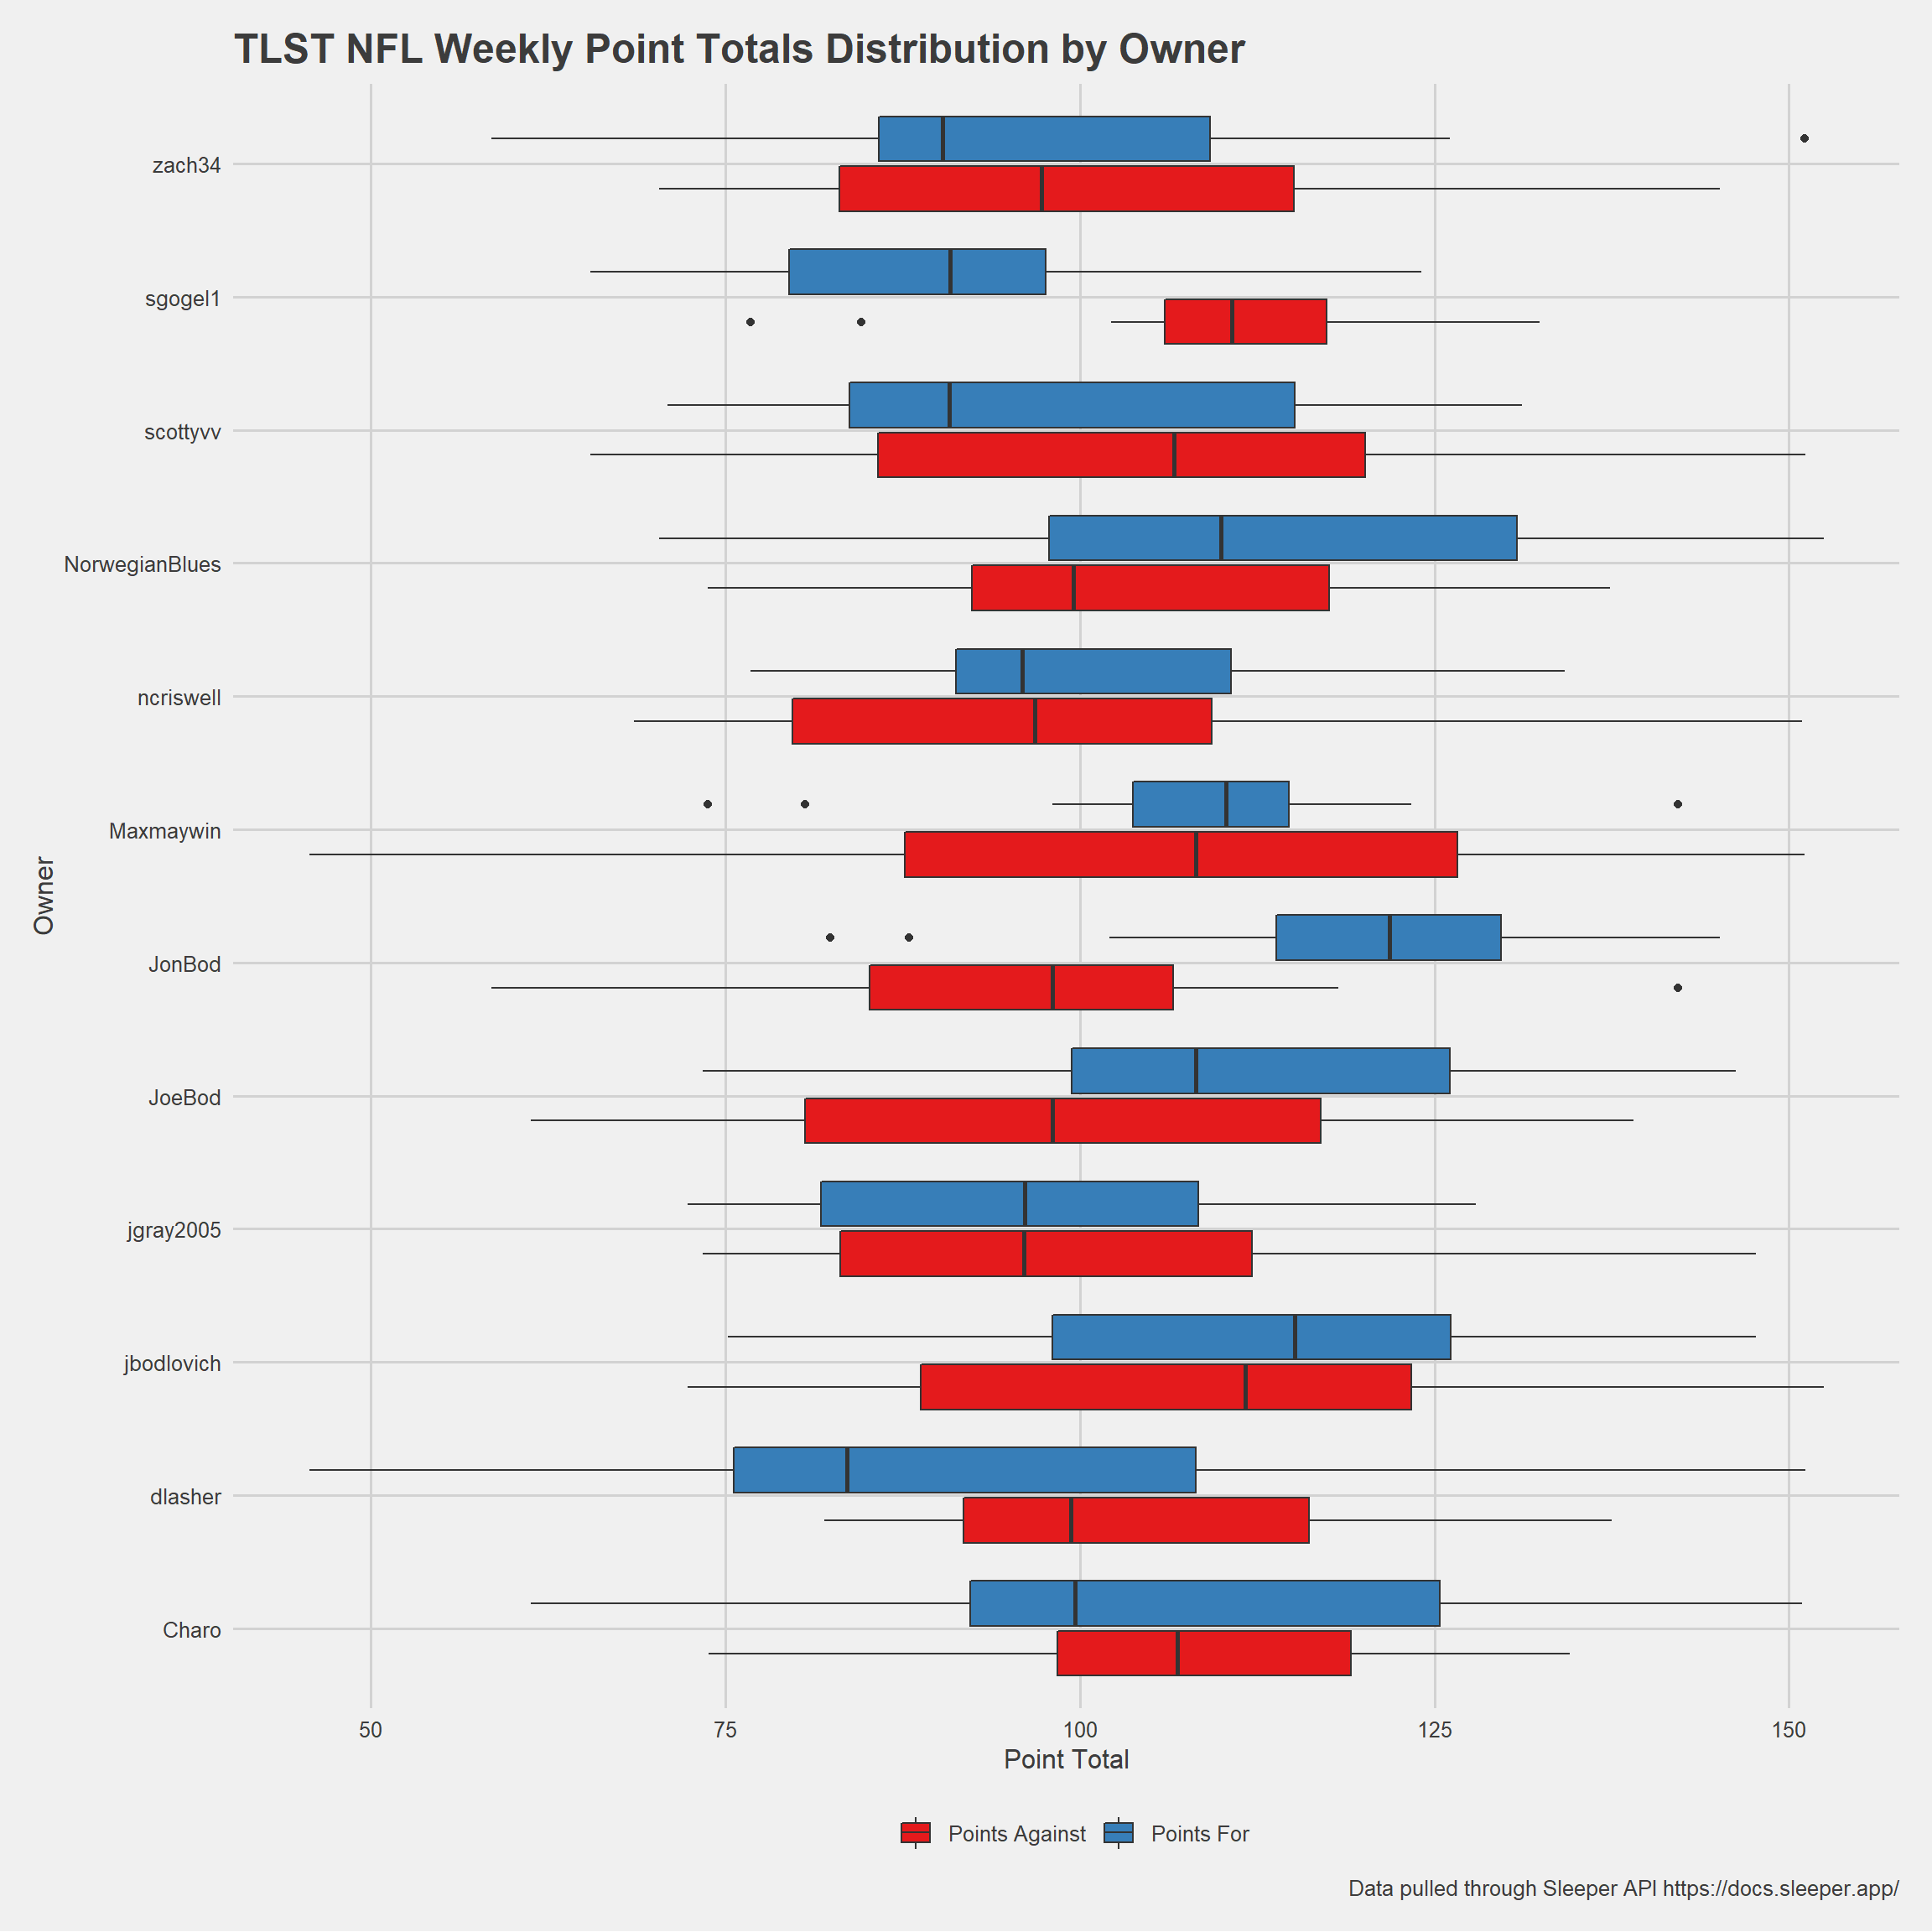 TLST NFL Weekly Point Totals Distribution by Owner
zach34
sgogel1
scottyvv
NorwegianBlues
ncriswell
Maxmaywin
JonBod
JoeBod
jgray2005
jbodlovich
dlasher
Charo
Owner
50 75 100 125 150
Point Total
Points Against Points For
Data pulled through Sleeper API https://docs.sleeper.app/